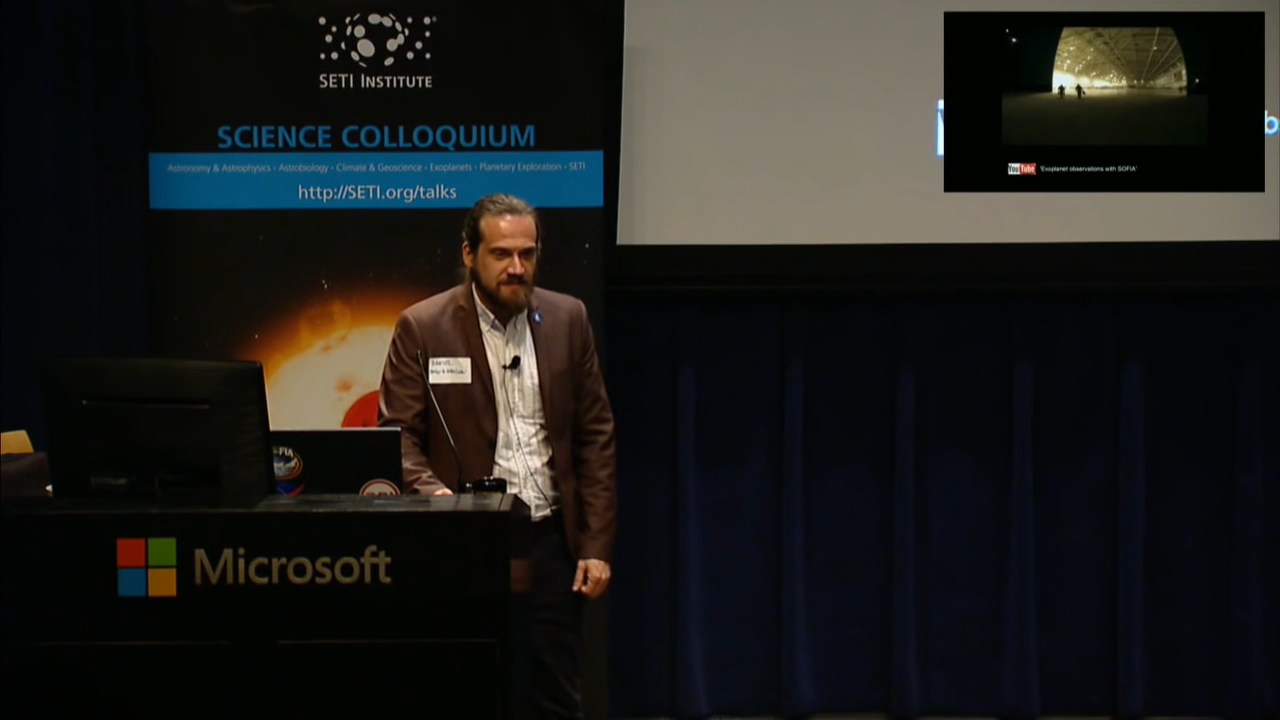 SETI INSTITUTE
SCIENCE COLLOQUIUM
Astronomy & Astrophysics - Astrobiology - Climate & Geoscience - Exoplanets - Planetary Exploration - SETI
http://SETI.org/talks
YouTube 'Exoplanet observations with SOFIA'
Microsoft